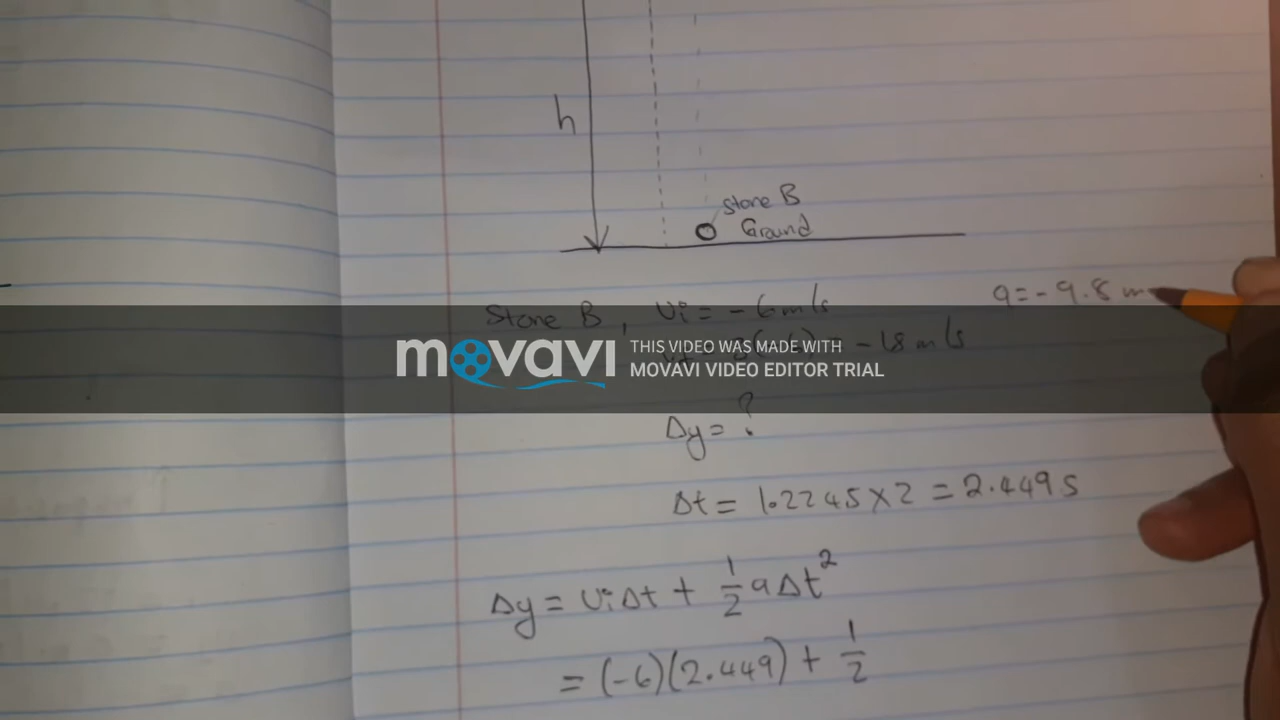 h
Stone B
Ground
Stone B, Vi = - 6 m/s
a = - 9.8 m
= - 18 m/s
movavi
THIS VIDEO WAS MADE WITH
MOVAVI VIDEO EDITOR TRIAL
Δy = ?
Δt = 1.2245 × 2 = 2.449 s
Δy = ViΔt + 1/2 aΔt²
= (-6)(2.449) + 1/2